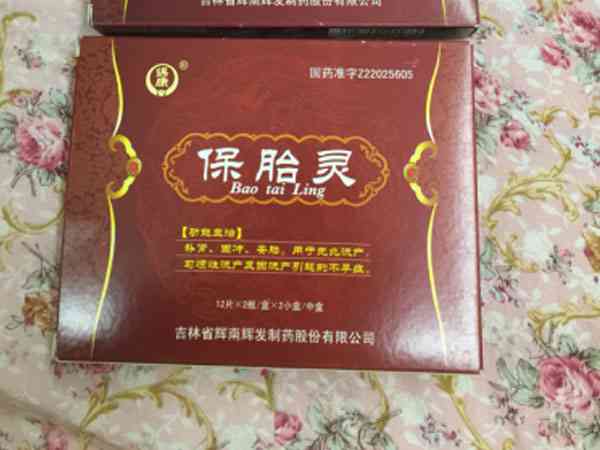 吉林省辉南辉发制药股份有限公司
国药准字Z22025605
保胎灵
Bao tai Ling
【功能主治】
补肾、固冲、安胎。用于先兆流产、
习惯性流产及因流产引起的不孕症。
12片×2瓶/盒×2小盒/中盒
吉林省辉南辉发制药股份有限公司